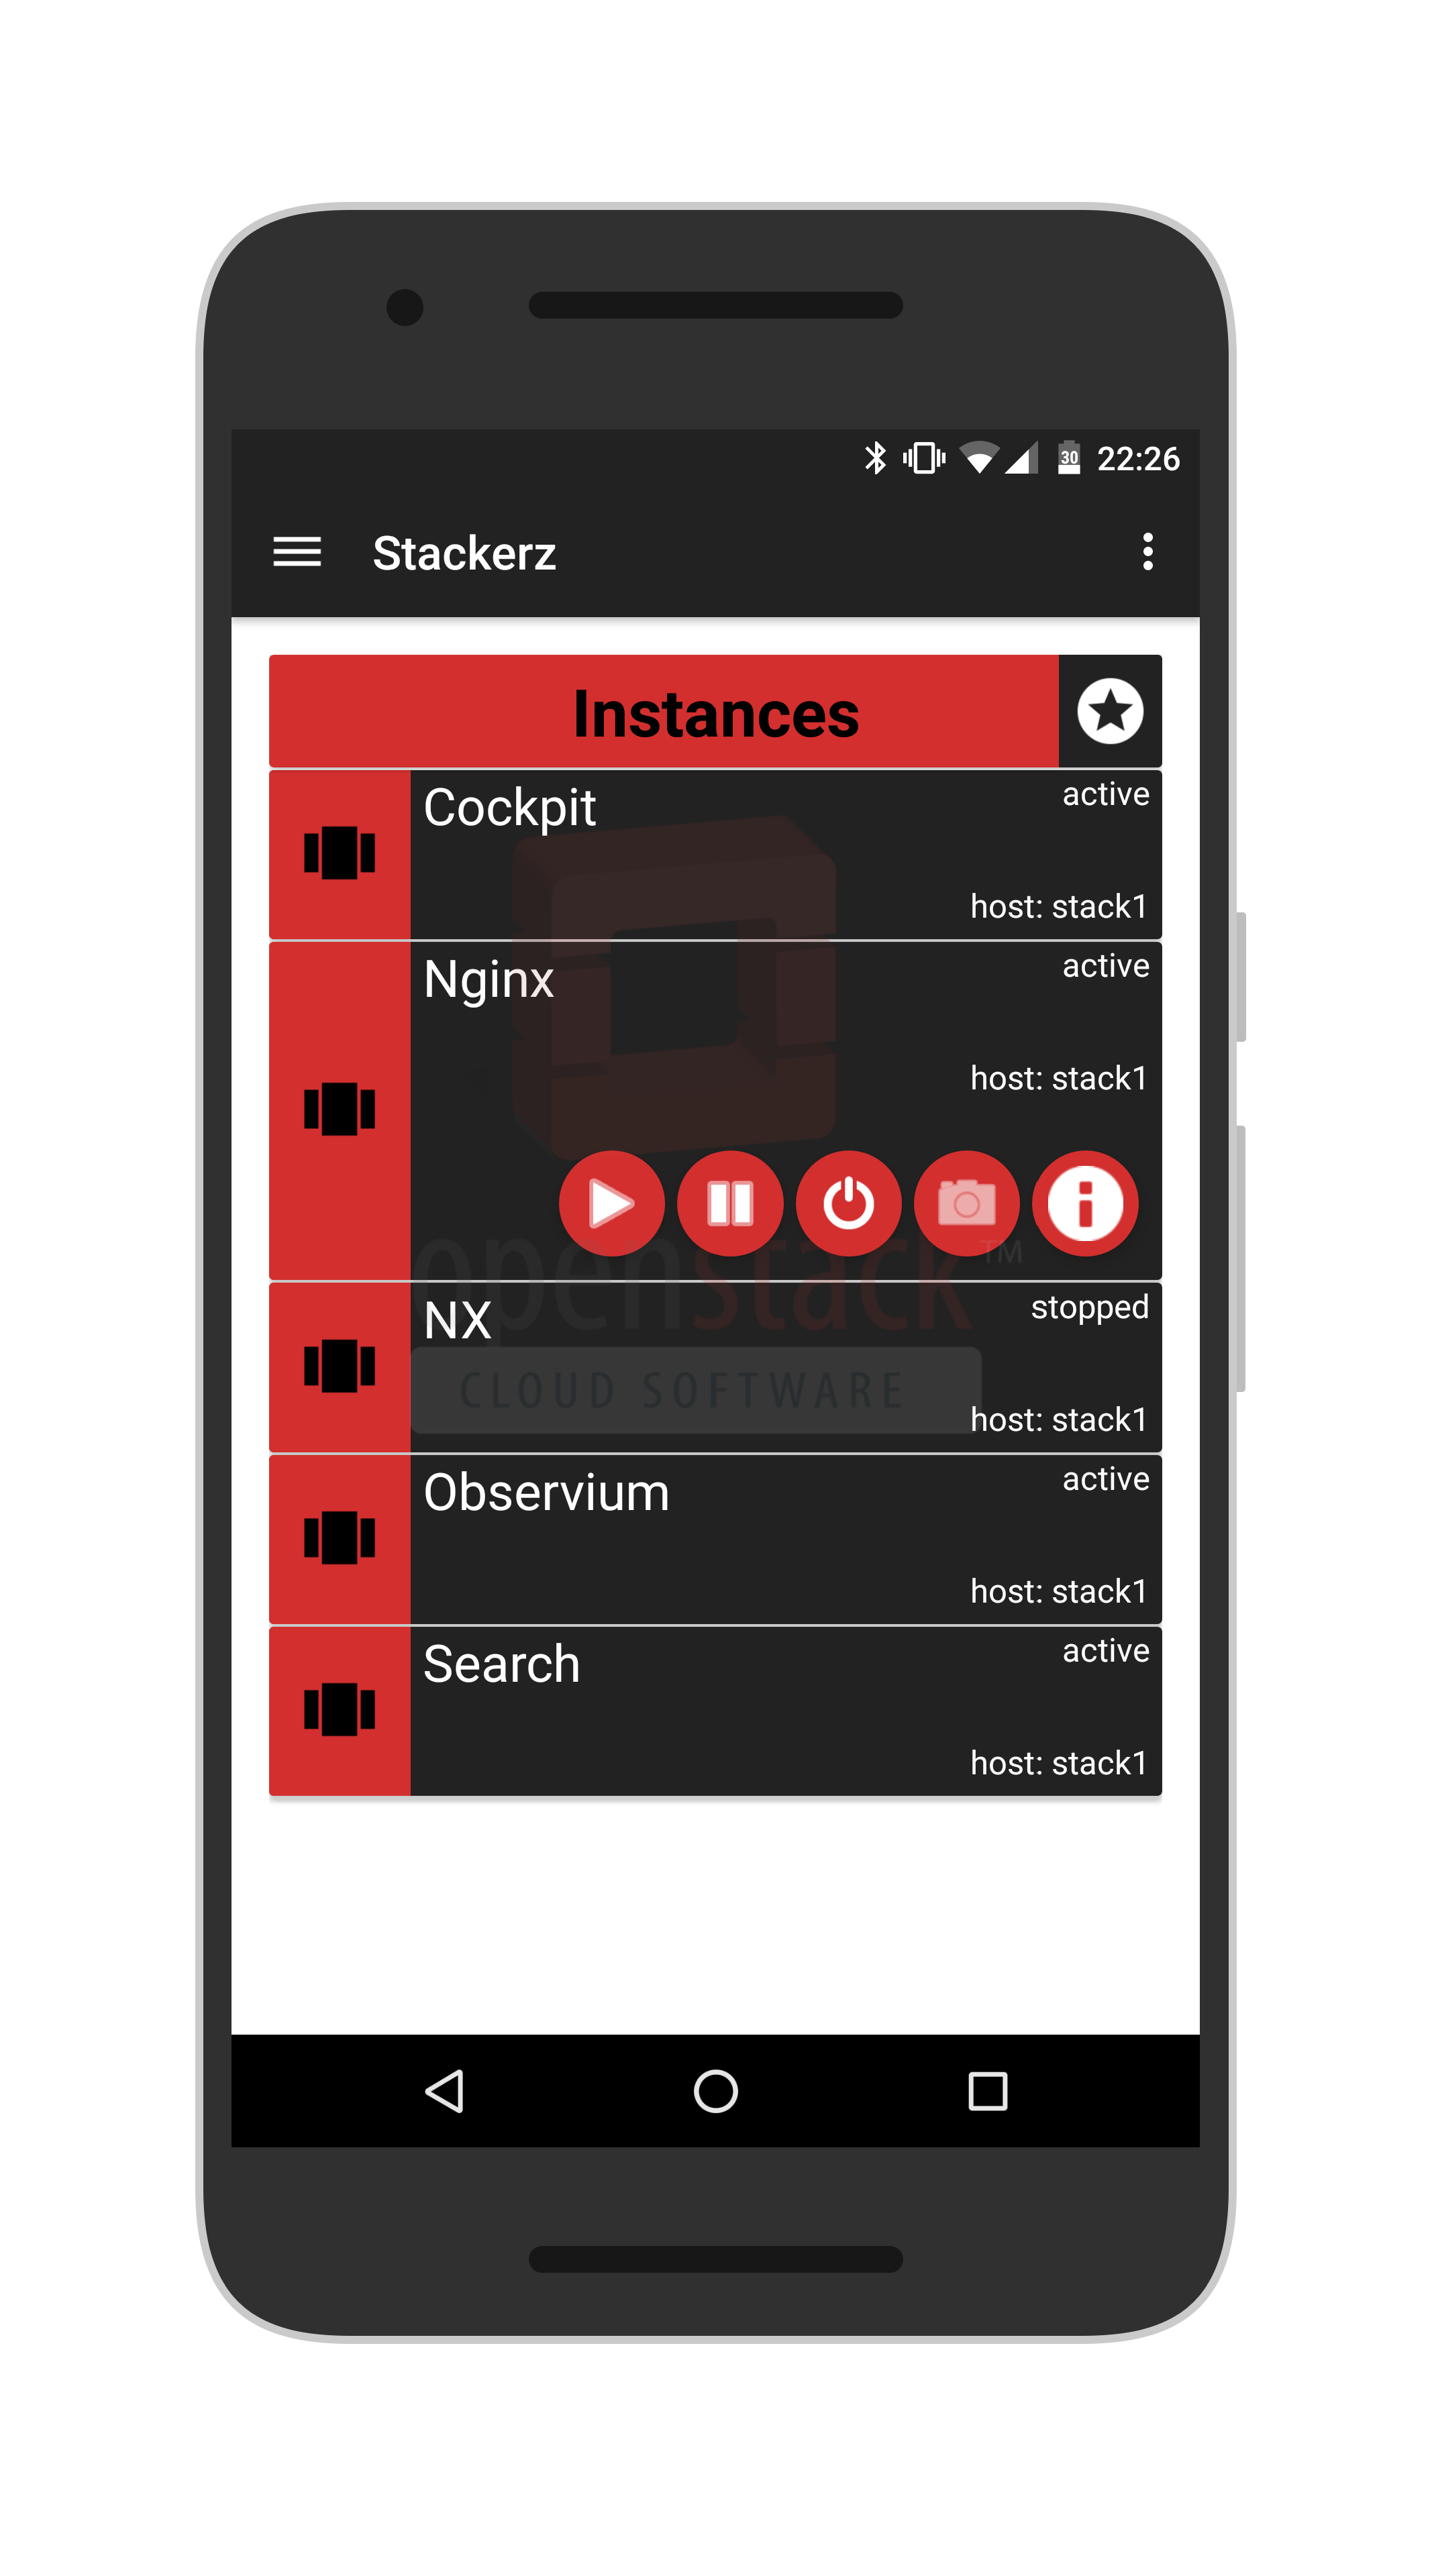 30 22:26
Stackerz
Instances
Cockpit
active
host: stack1
Nginx
active
host: stack1
openstack™
NX
stopped
CLOUD SOFTWARE
host: stack1
Observium
active
host: stack1
Search
active
host: stack1